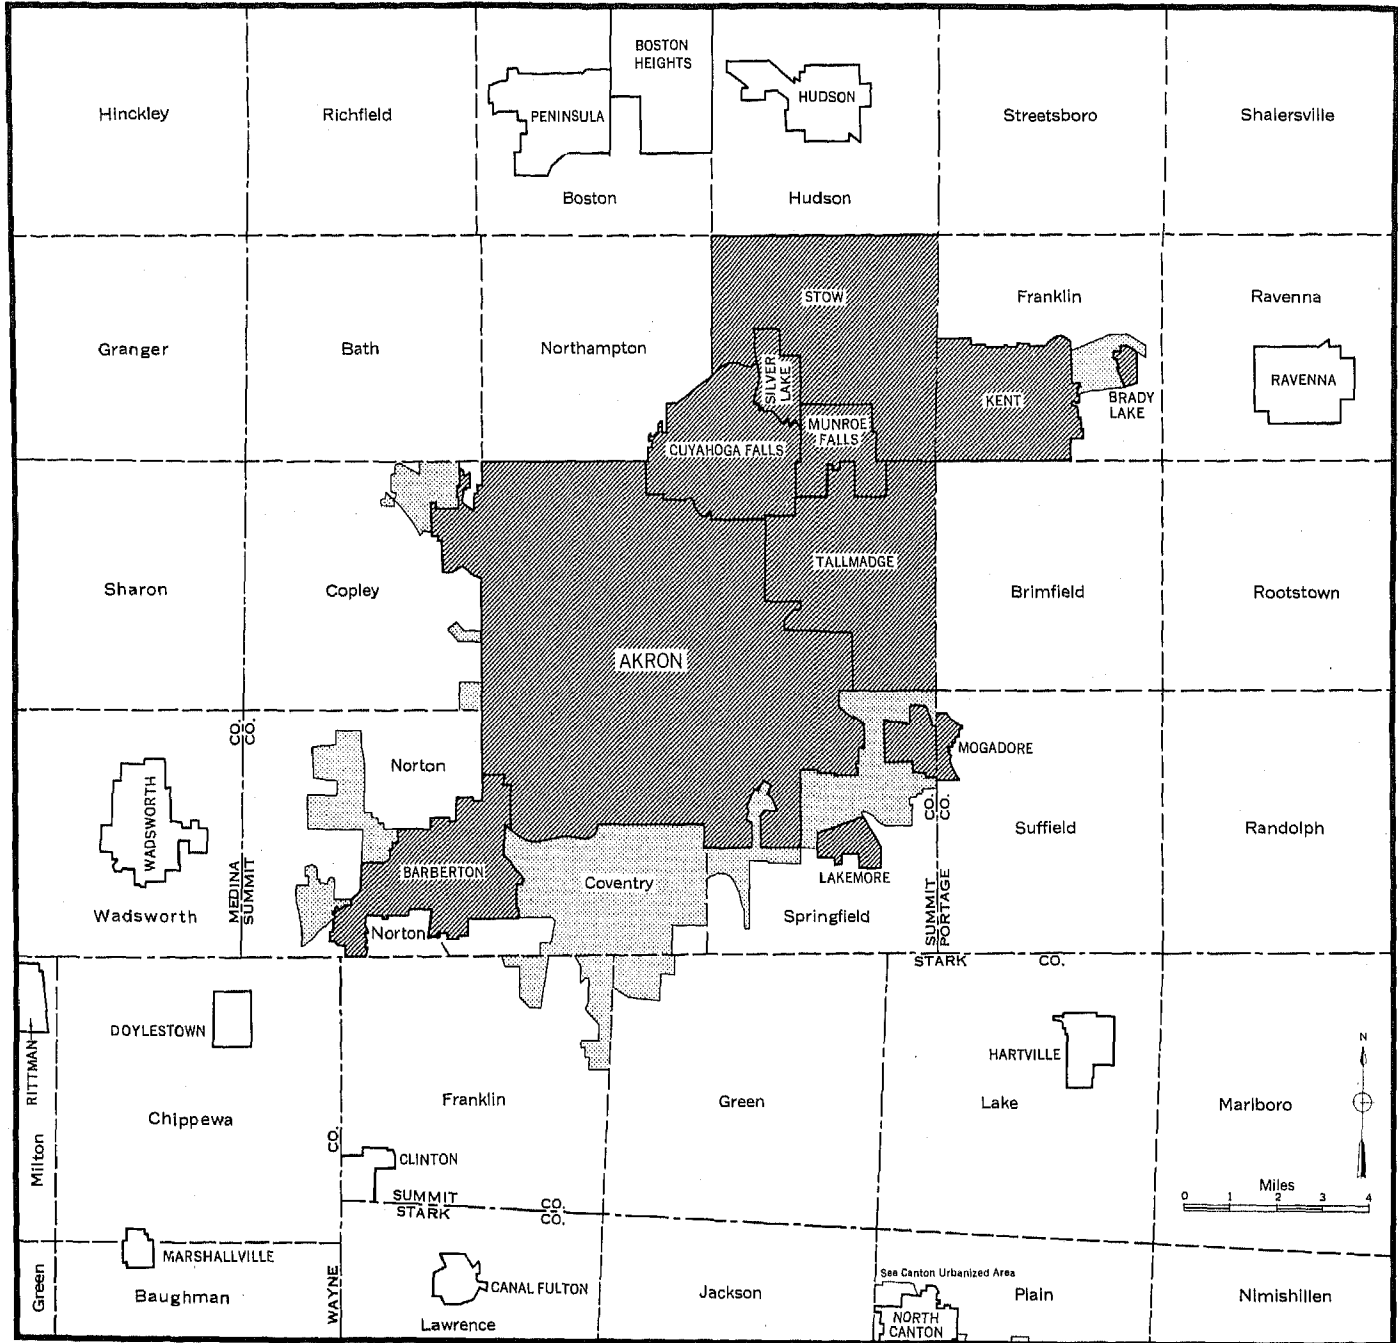 BOSTON
HEIGHTS
Hinckley
Richfield
PENINSULA
HUDSON
Streetsboro
Shalersville
Boston
Hudson
STOW
Franklin
Ravenna
Granger
Bath
Northampton
SILVER
LAKE
KENT
BRADY
LAKE
RAVENNA
MUNROE
FALLS
CUYAHOGA FALLS
TALLMADGE
Sharon
Copley
Brimfield
Rootstown
AKRON
CO.
CO.
Norton
MOGADORE
WADSWORTH
CO.
CO.
Suffield
Randolph
BARBERTON
Coventry
LAKEMORE
Wadsworth
MEDINA
SUMMIT
Norton
Springfield
SUMMIT
PORTAGE
STARK
CO.
DOYLESTOWN
RITTMAN
HARTVILLE
N
Chippewa
Franklin
Green
Lake
Marlboro
Milton
CO.
CLINTON
Miles
0 1 2 3 4
SUMMIT
STARK
CO.
CO.
MARSHALLVILLE
Green
Baughman
WAYNE
CANAL FULTON
Lawrence
Jackson
See Canton Urbanized Area
Plain
NORTH
CANTON
Nimishillen